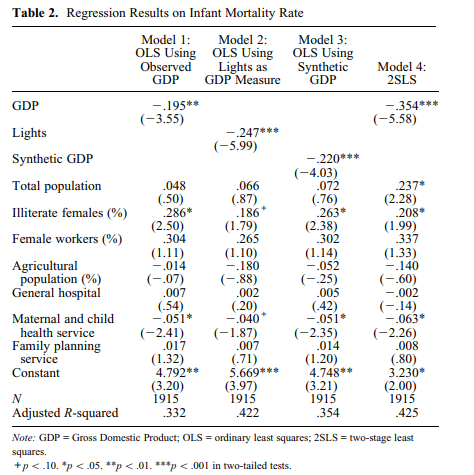 Table 2. Regression Results on Infant Mortality Rate
Model 1: OLS Using Observed GDP | Model 2: OLS Using Lights as GDP Measure | Model 3: OLS Using Synthetic GDP | Model 4: 2SLS
GDP −.195** −.354***
(−3.55) (−5.58)
Lights −.247***
(−5.99)
Synthetic GDP −.220***
(−4.03)
Total population .048 .066 .072 .237*
(.50) (.87) (.76) (2.28)
Illiterate females (%) .286* .186+ .263* .208*
(2.50) (1.79) (2.38) (1.99)
Female workers (%) .304 .265 .302 .337
(1.11) (1.10) (1.14) (1.33)
Agricultural −.014 −.180 −.052 −.140
population (%) (−.07) (−.88) (−.25) (−.60)
General hospital .007 .002 .005 −.002
(.54) (.20) (.42) (−.14)
Maternal and child −.051* −.040+ −.051* −.063*
health service (−2.41) (−1.87) (−2.35) (−2.26)
Family planning .017 .007 .014 .008
service (1.32) (.71) (1.20) (.80)
Constant 4.792** 5.669*** 4.748** 3.230*
(3.20) (3.97) (3.21) (2.00)
N 1915 1915 1915 1915
Adjusted R-squared .332 .422 .354 .425
Note: GDP = Gross Domestic Product; OLS = ordinary least squares; 2SLS = two-stage least
squares.
+p < .10. *p < .05. **p < .01. ***p < .001 in two-tailed tests.